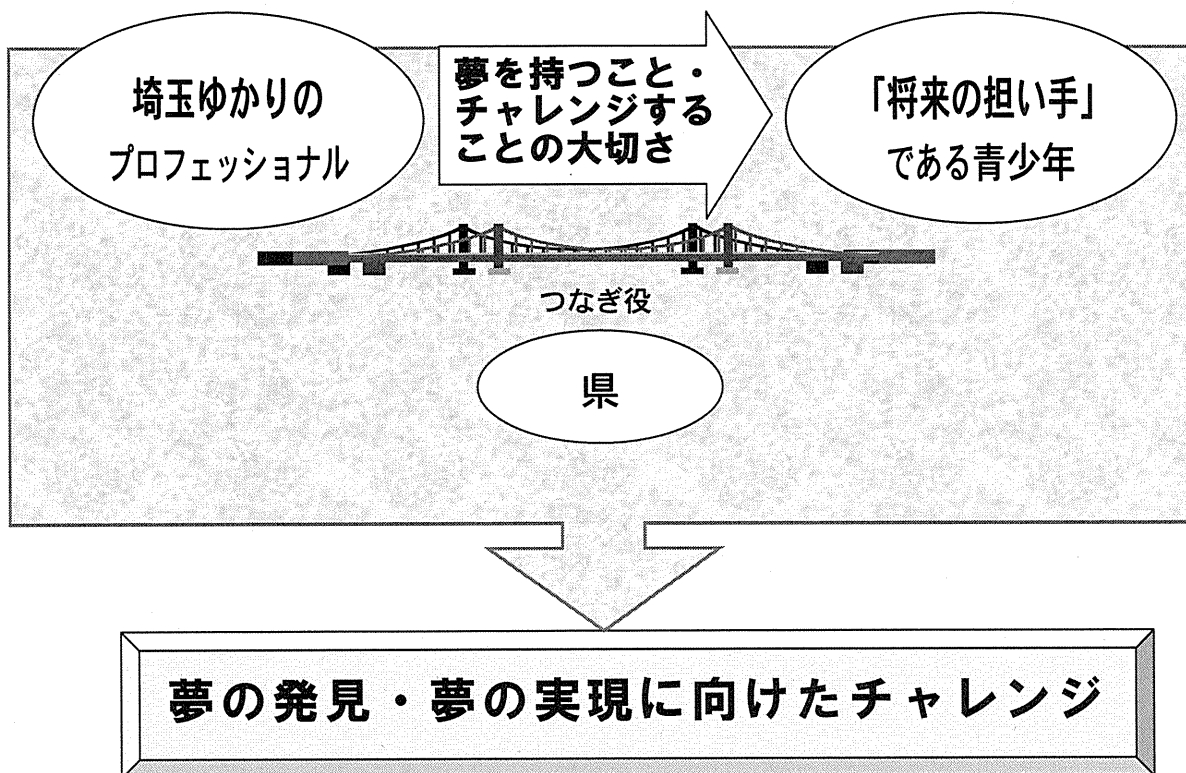 埼玉ゆかりの
プロフェッショナル
夢を持つこと・
チャレンジする
ことの大切さ
「将来の担い手」
である青少年
つなぎ役
県
夢の発見・夢の実現に向けたチャレンジ